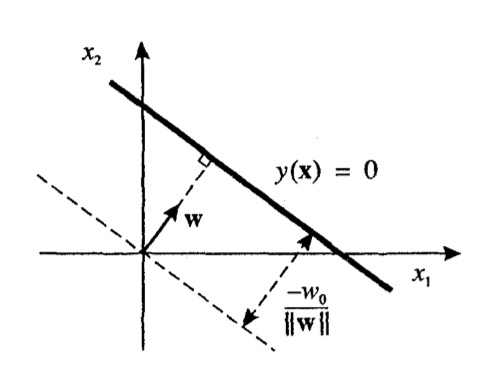 x₂
y(x) = 0
w
x₁
-w₀
‖w‖